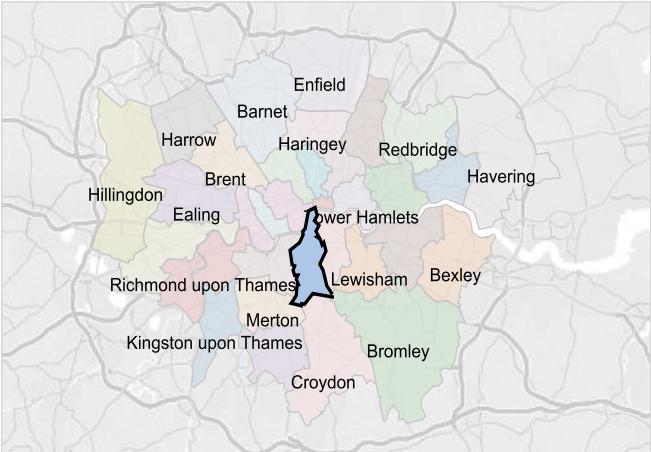 Enfield
Barnet
Harrow
Haringey
Redbridge
Brent
Havering
Hillingdon
Ealing
Tower Hamlets
Lewisham
Bexley
Richmond upon Thames
Merton
Kingston upon Thames
Bromley
Croydon